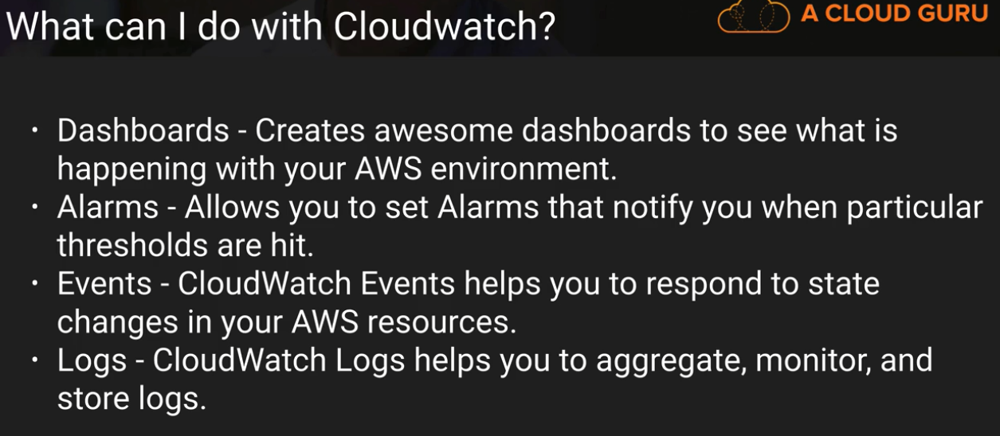 What can I do with Cloudwatch?
A CLOUD GURU
• Dashboards - Creates awesome dashboards to see what is
happening with your AWS environment.
• Alarms - Allows you to set Alarms that notify you when particular
thresholds are hit.
• Events - CloudWatch Events helps you to respond to state
changes in your AWS resources.
• Logs - CloudWatch Logs helps you to aggregate, monitor, and
store logs.